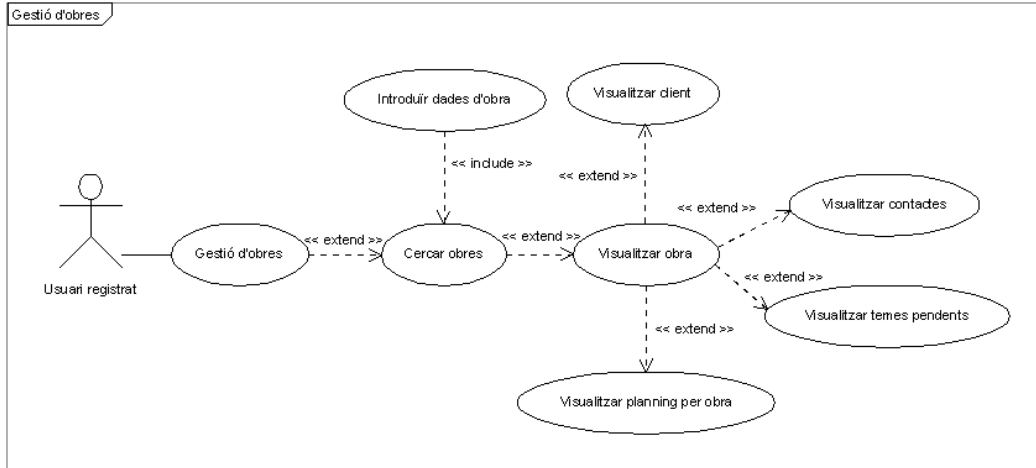 Gestió d'obres
Introduïr dades d'obra
Visualitzar client
<< include >>
<< extend >>
Visualitzar contactes
<< extend >>
<< extend >>
<< extend >>
Gestió d'obres
Cercar obres
Visualitzar obra
<< extend >>
Usuari registrat
Visualitzar temes pendents
<< extend >>
Visualitzar planning per obra